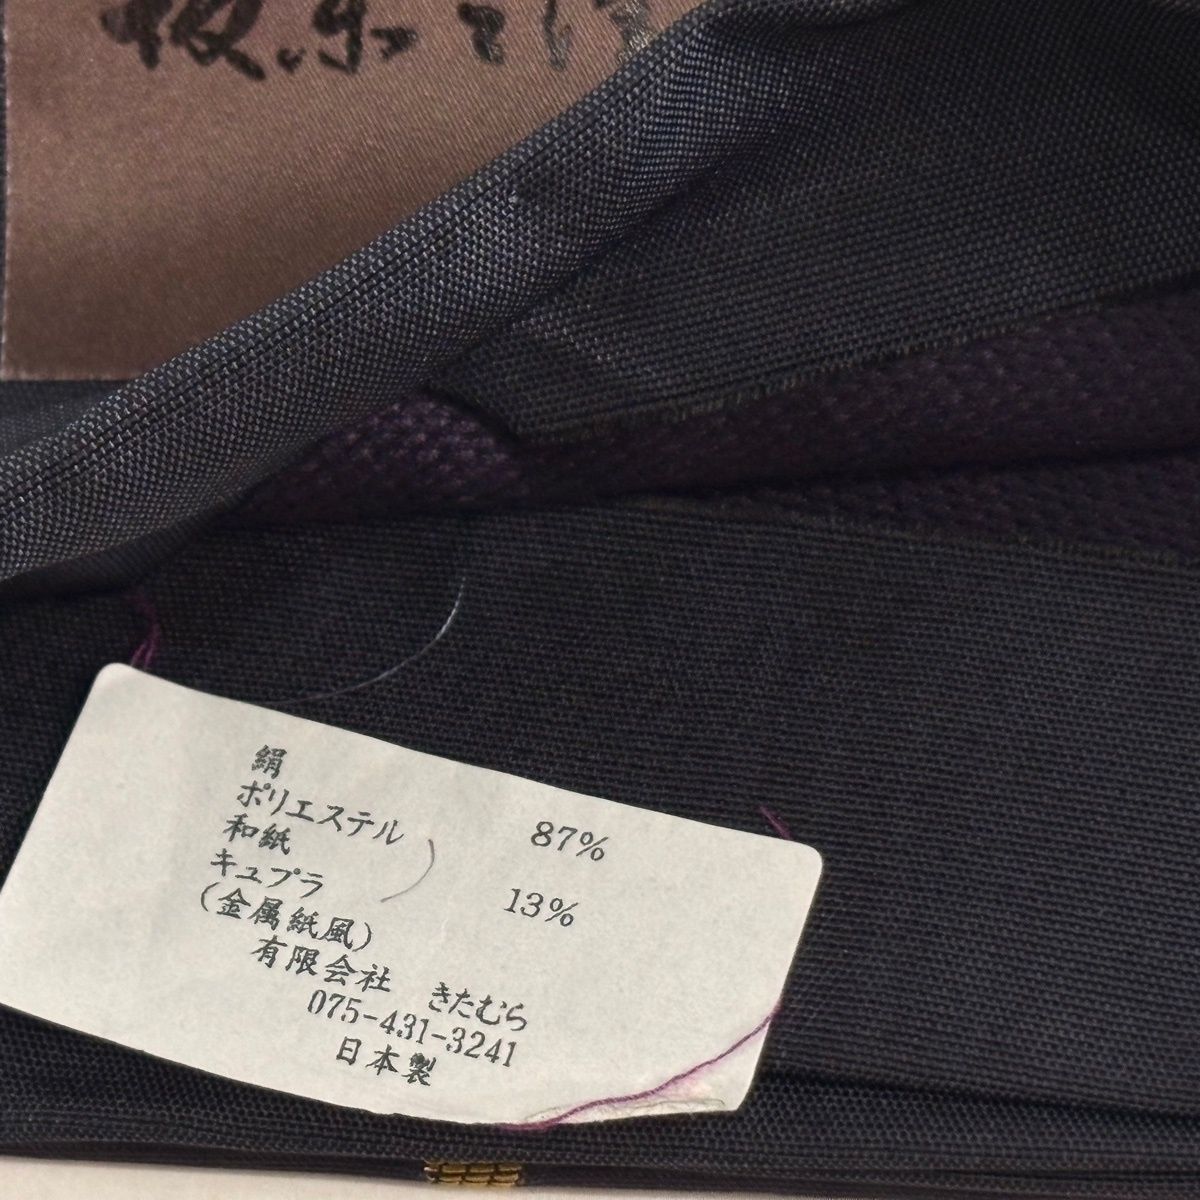 絹 87%
ポリエステル
和紙
キュプラ 13%
(金属紙風)
有限会社 きたむら
075-431-3241
日本製